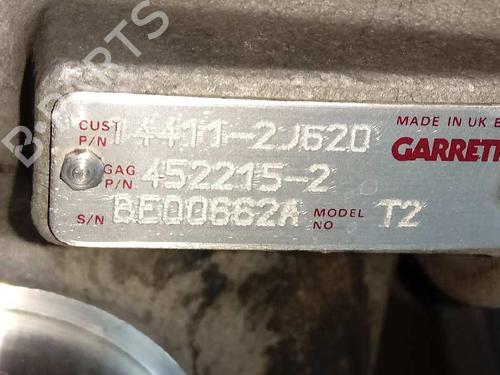 B-PARTS
MADE IN UK
CUST P/N 14411-2J620
GARRETT
GAG P/N 452215-2
S/N BE00662A MODEL NO T2